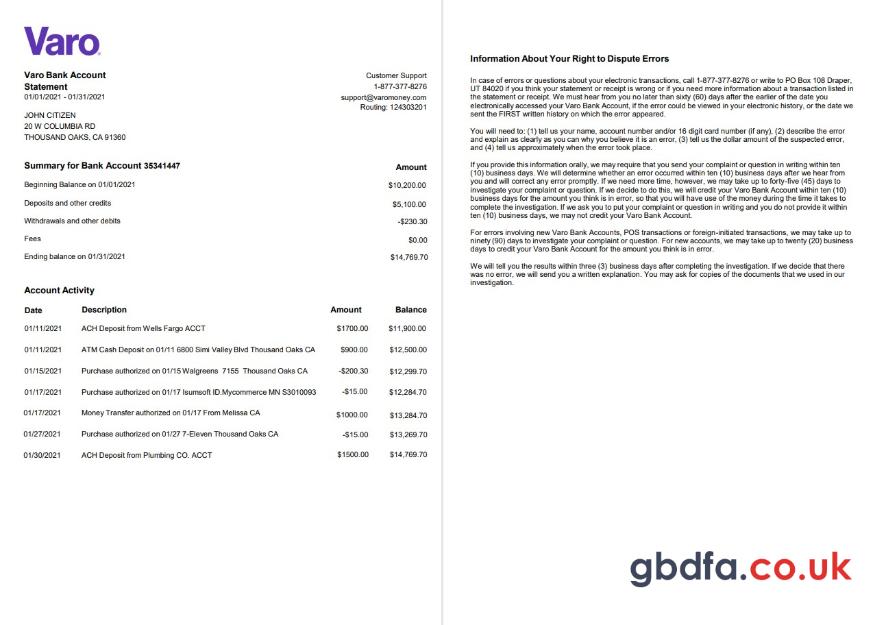 Varo
Varo Bank Account
Statement
01/01/2021 - 01/31/2021
Customer Support
1-877-377-8276
support@varomoney.com
Routing: 124303201
JOHN CITIZEN
20 W COLUMBIA RD
THOUSAND OAKS, CA 91360
Summary for Bank Account 35341447 Amount
Beginning Balance on 01/01/2021 $10,200.00
Deposits and other credits $5,100.00
Withdrawals and other debits -$230.30
Fees $0.00
Ending balance on 01/31/2021 $14,769.70
Account Activity
Date Description Amount Balance
01/11/2021 ACH Deposit from Wells Fargo ACCT $1700.00 $11,900.00
01/11/2021 ATM Cash Deposit on 01/11 6800 Simi Valley Blvd Thousand Oaks CA $900.00 $12,500.00
01/15/2021 Purchase authorized on 01/15 Walgreens 7155 Thousand Oaks CA -$200.30 $12,299.70
01/17/2021 Purchase authorized on 01/17 Isumsoft ID.Mycommerce MN S3010093 -$15.00 $12,284.70
01/17/2021 Money Transfer authorized on 01/17 From Melissa CA $1000.00 $13,284.70
01/27/2021 Purchase authorized on 01/27 7-Eleven Thousand Oaks CA -$15.00 $13,269.70
01/30/2021 ACH Deposit from Plumbing CO. ACCT $1500.00 $14,769.70
Information About Your Right to Dispute Errors
In case of errors or questions about your electronic transactions, call 1-877-377-8276 or write to PO Box 108 Draper,
UT 84020 if you think your statement or receipt is wrong or if you need more information about a transaction listed in
the statement or receipt. We must hear from you no later than sixty (60) days after the earlier of the date you
electronically accessed your Varo Bank Account, if the error could be viewed in your electronic history, or the date we
sent the FIRST written history on which the error appeared.
You will need to: (1) tell us your name, account number and/or 16 digit card number (if any), (2) describe the error
and explain as clearly as you can why you believe it is an error, (3) tell us the dollar amount of the suspected error,
and (4) tell us approximately when the error took place.
If you provide this information orally, we may require that you send your complaint or question in writing within ten
(10) business days. We will determine whether an error occurred within ten (10) business days after we hear from
you and will correct any error promptly. If we need more time, however, we may take up to forty-five (45) days to
investigate your complaint or question. If we decide to do this, we will credit your Varo Bank Account within ten (10)
business days for the amount you think is in error, so that you will have use of the money during the time it takes to
complete the investigation. If we ask you to put your complaint or question in writing and you do not provide it within
ten (10) business days, we may not credit your Varo Bank Account.
For errors involving new Varo Bank Accounts, POS transactions or foreign-initiated transactions, we may take up to
ninety (90) days to investigate your complaint or question. For new accounts, we may take up to twenty (20) business
days to credit your Varo Bank Account for the amount you think is in error.
We will tell you the results within three (3) business days after completing the investigation. If we decide that there
was no error, we will send you a written explanation. You may ask for copies of the documents that we used in our
investigation.
gbdfa.co.uk